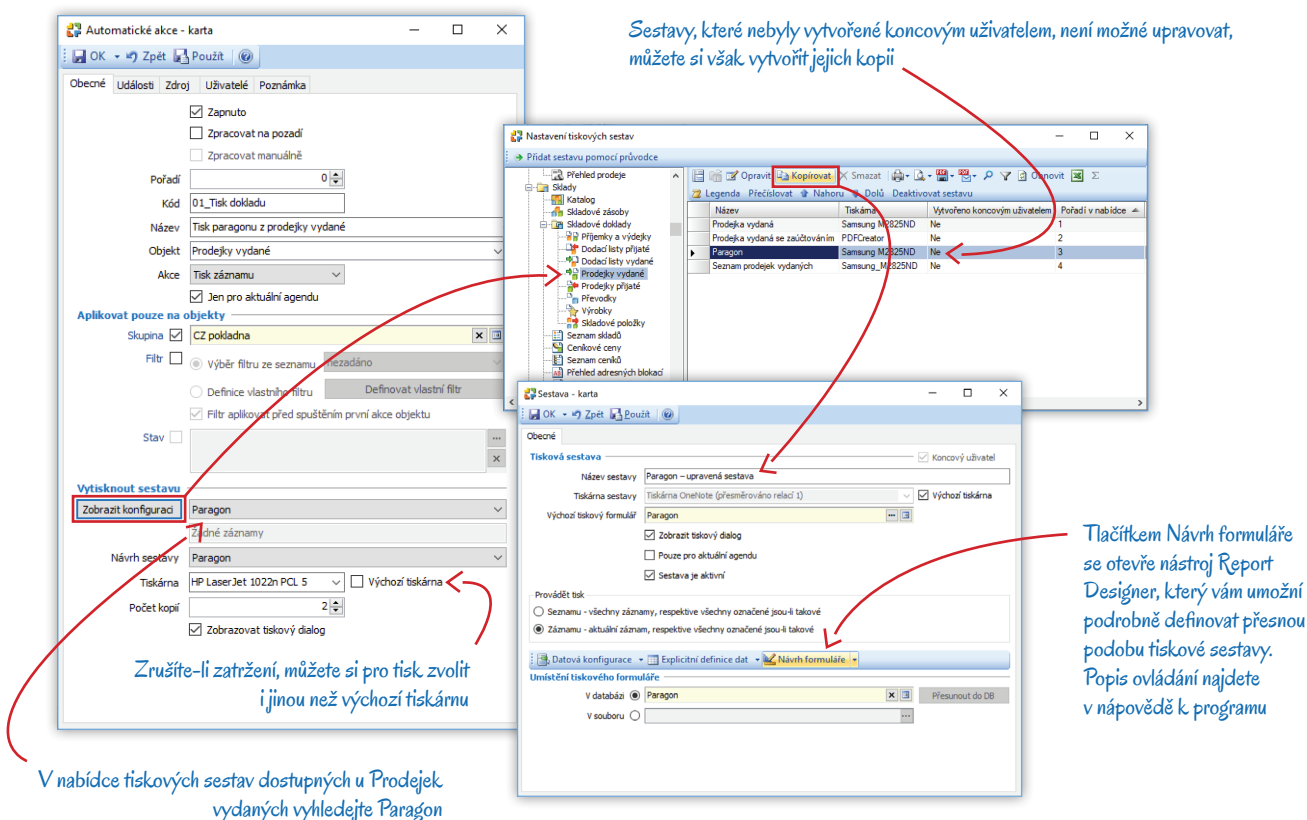 Sestavy, které nebyly vytvořené koncovým uživatelem, není možné upravovat,
můžete si však vytvořit jejich kopii
Automatické akce - karta
OK Zpět Použít
Obecné Události Zdroj Uživatelé Poznámka
Zapnuto
Zpracovat na pozadí
Zpracovat manuálně
Pořadí 0
Kód 01_Tisk dokladu
Název Tisk paragonu z prodejky vydané
Objekt Prodejky vydané
Akce Tisk záznamu
Jen pro aktuální agendu
Aplikovat pouze na objekty
Skupina CZ pokladna
Filtr Výběr filtru ze seznamu nezadáno
Definice vlastního filtru Definovat vlastní filtr
Filtr aplikovat před spuštěním první akce objektu
Stav
Vytisknout sestavu
Zobrazit konfiguraci Paragon
Žádné záznamy
Návrh sestavy Paragon
Tiskárna HP LaserJet 1022n PCL 5 Výchozí tiskárna
Počet kopií 2
Zobrazovat tiskový dialog
Zrušíte-li zatržení, můžete si pro tisk zvolit
i jinou než výchozí tiskárnu
V nabídce tiskových sestav dostupných u Prodejek
vydaných vyhledejte Paragon
Nastavení tiskových sestav
Přidat sestavu pomocí průvodce
Přehled prodeje
Sklady
Katalog
Skladové zásoby
Skladové doklady
Příjemky a výdejky
Dodací listy přijaté
Dodací listy vydané
Prodejky vydané
Prodejky přijaté
Převodky
Výrobky
Skladové položky
Seznam skladů
Ceníkové ceny
Seznam ceníků
Přehled adresných blokací
Opravit Kopírovat Smazat Obnovit
Legenda Přečíslovat Nahoru Dolů Deaktivovat sestavu
Název Tiskárna Vytvořeno koncovým uživatelem Pořadí v nabídce
Prodejka vydaná Samsung M2825ND Ne 1
Prodejka vydaná se zaúčtováním PDFCreator Ne 2
Paragon Samsung M2825ND Ne 3
Seznam prodejek vydaných Samsung_M2825ND Ne 4
Sestava - karta
OK Zpět Použít
Obecné
Tisková sestava Koncový uživatel
Název sestavy Paragon – upravená sestava
Tiskárna sestavy Tiskárna OneNote (přesměrováno relací 1) Výchozí tiskárna
Výchozí tiskový formulář Paragon
Zobrazit tiskový dialog
Pouze pro aktuální agendu
Sestava je aktivní
Provádět tisk
Seznamu - všechny záznamy, respektive všechny označené jsou-li takové
Záznamu - aktuální záznam, respektive všechny označené jsou-li takové
Datová konfigurace Explicitní definice dat Návrh formuláře
Umístění tiskového formuláře
V databázi Paragon Přesunout do DB
V souboru
Tlačítkem Návrh formuláře
se otevře nástroj Report
Designer, který vám umožní
podrobně definovat přesnou
podobu tiskové sestavy.
Popis ovládání najdete
v nápovědě k programu